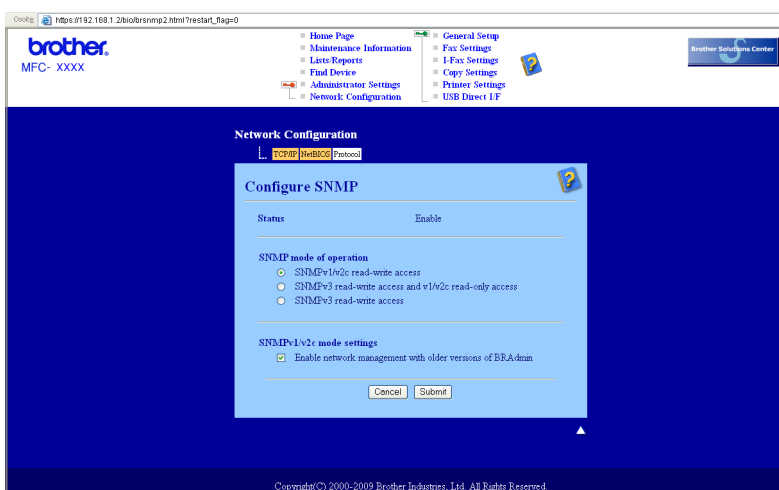 Osoite https://192.168.1.2/bio/brsnmp2.html?restart_flag=0
brother
MFC- XXXX
Home Page
Maintenance Information
Lists/Reports
Find Device
Administrator Settings
Network Configuration
General Setup
Fax Settings
I-Fax Settings
Copy Settings
Printer Settings
USB Direct I/F
Brother Solutions Center
Network Configuration
TCP/IP NetBIOS Protocol
Configure SNMP
Status Enable
SNMP mode of operation
SNMPv1/v2c read-write access
SNMPv3 read-write access and v1/v2c read-only access
SNMPv3 read-write access
SNMPv1/v2c mode settings
Enable network management with older versions of BRAdmin
Cancel Submit
Copyright(C) 2000-2009 Brother Industries, Ltd. All Rights Reserved.